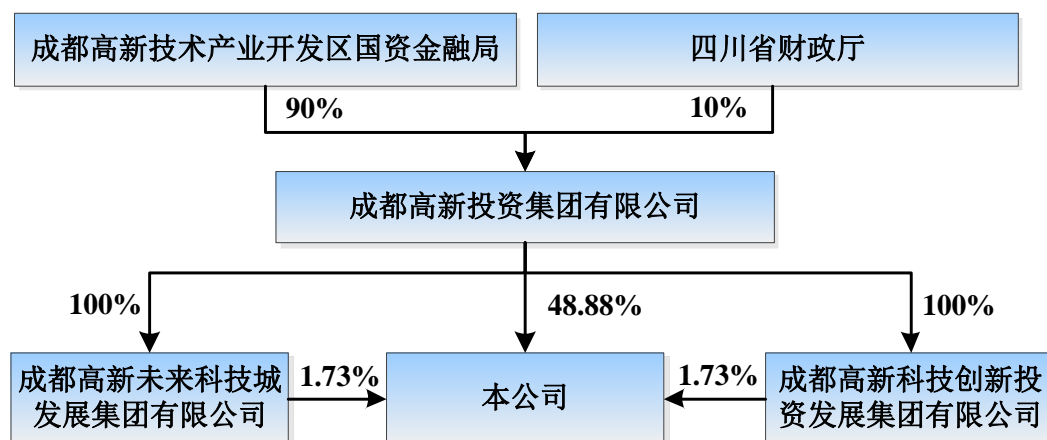 成都高新技术产业开发区国资金融局
四川省财政厅
90%
10%
成都高新投资集团有限公司
100%
48.88%
100%
成都高新未来科技城
发展集团有限公司
1.73%
本公司
1.73%
成都高新科技创新投
资发展集团有限公司